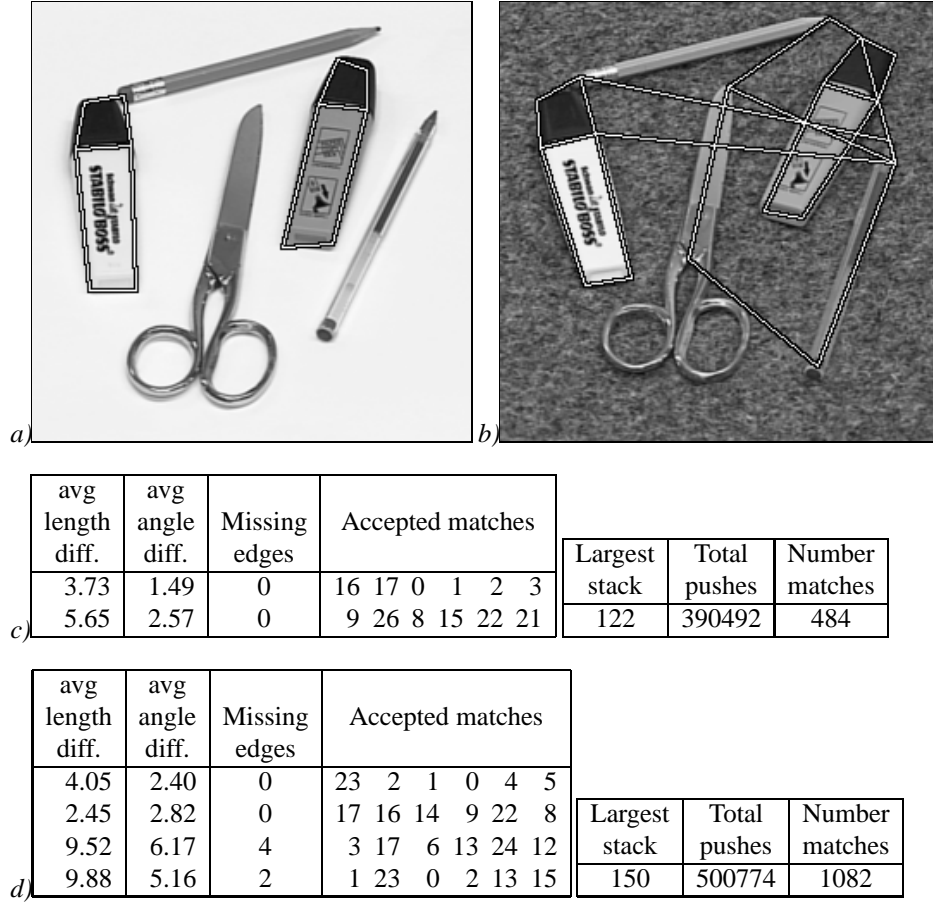 STABILO BOSS
STABILO BOSS
a)
b)
avg avg
length angle Missing Accepted matches
diff. diff. edges
3.73 1.49 0 16 17 0 1 2 3
5.65 2.57 0 9 26 8 15 22 21
Largest Total Number
stack pushes matches
122 390492 484
c)
avg avg
length angle Missing Accepted matches
diff. diff. edges
4.05 2.40 0 23 2 1 0 4 5
2.45 2.82 0 17 16 14 9 22 8
9.52 6.17 4 3 17 6 13 24 12
9.88 5.16 2 1 23 0 2 13 15
Largest Total Number
stack pushes matches
150 500774 1082
d)